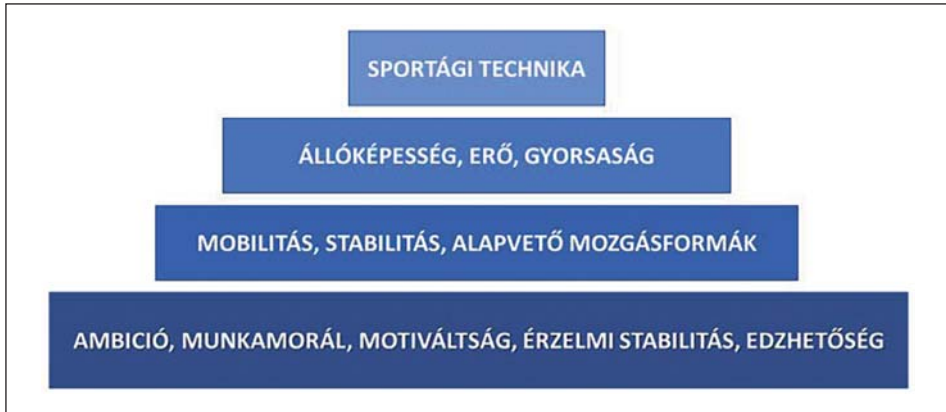 SPORTÁGI TECHNIKA
ÁLLÓKÉPESSÉG, ERŐ, GYORSASÁG
MOBILITÁS, STABILITÁS, ALAPVETŐ MOZGÁSFORMÁK
AMBICIÓ, MUNKAMORÁL, MOTIVÁLTSÁG, ÉRZELMI STABILITÁS, EDZHETŐSÉG